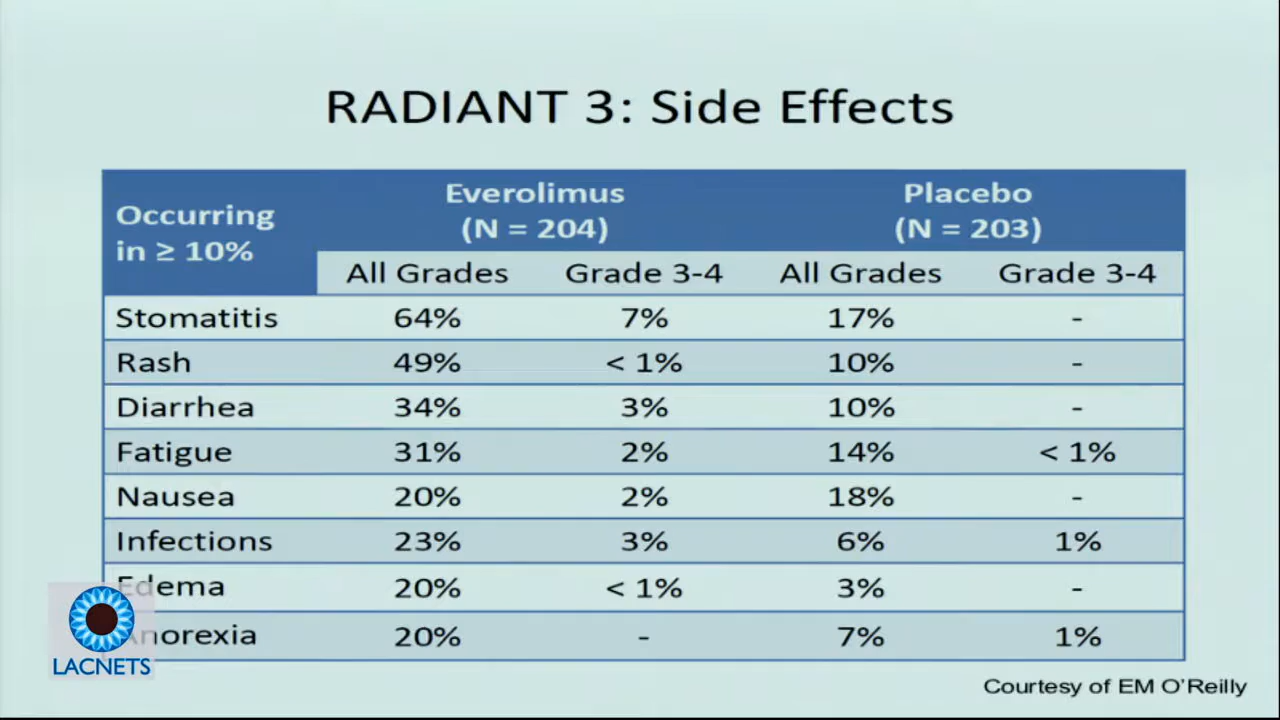 RADIANT 3: Side Effects
Occurring in ≥ 10% Everolimus (N = 204) Placebo (N = 203)
All Grades Grade 3-4 All Grades Grade 3-4
Stomatitis 64% 7% 17% -
Rash 49% < 1% 10% -
Diarrhea 34% 3% 10% -
Fatigue 31% 2% 14% < 1%
Nausea 20% 2% 18% -
Infections 23% 3% 6% 1%
Edema 20% < 1% 3% -
Anorexia 20% - 7% 1%
LACNETS
Courtesy of EM O'Reilly